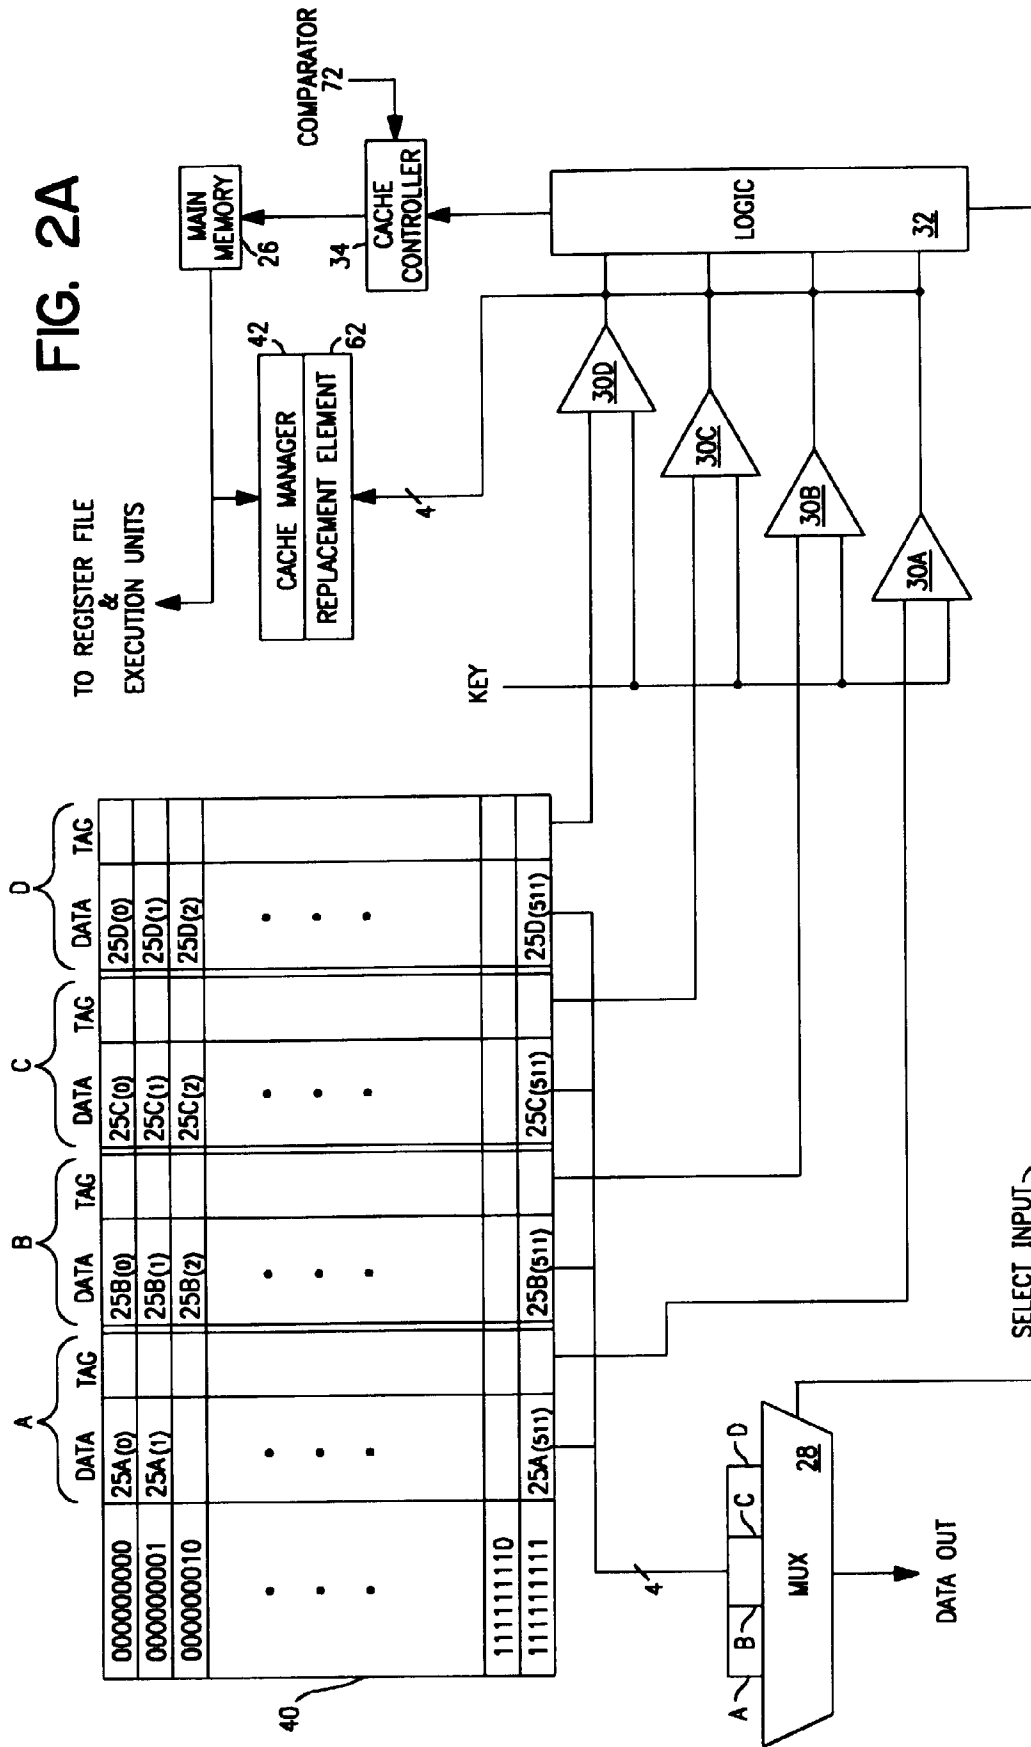 FIG. 2A
TO REGISTER FILE
&
EXECUTION UNITS
MAIN
MEMORY
26
COMPARATOR
72
34
CACHE
CONTROLLER
CACHE MANAGER
42
REPLACEMENT ELEMENT
62
4
KEY
30D
30C
30B
30A
LOGIC
32
A
B
C
D
DATA
TAG
DATA
TAG
DATA
TAG
DATA
TAG
000000000
25A(0)
25B(0)
25C(0)
25D(0)
000000001
25A(1)
25B(1)
25C(1)
25D(1)
000000010
25B(2)
25C(2)
25D(2)
111111110
111111111
25A(511)
25B(511)
25C(511)
25D(511)
40
4
A
B
C
D
MUX
28
SELECT INPUT
DATA OUT